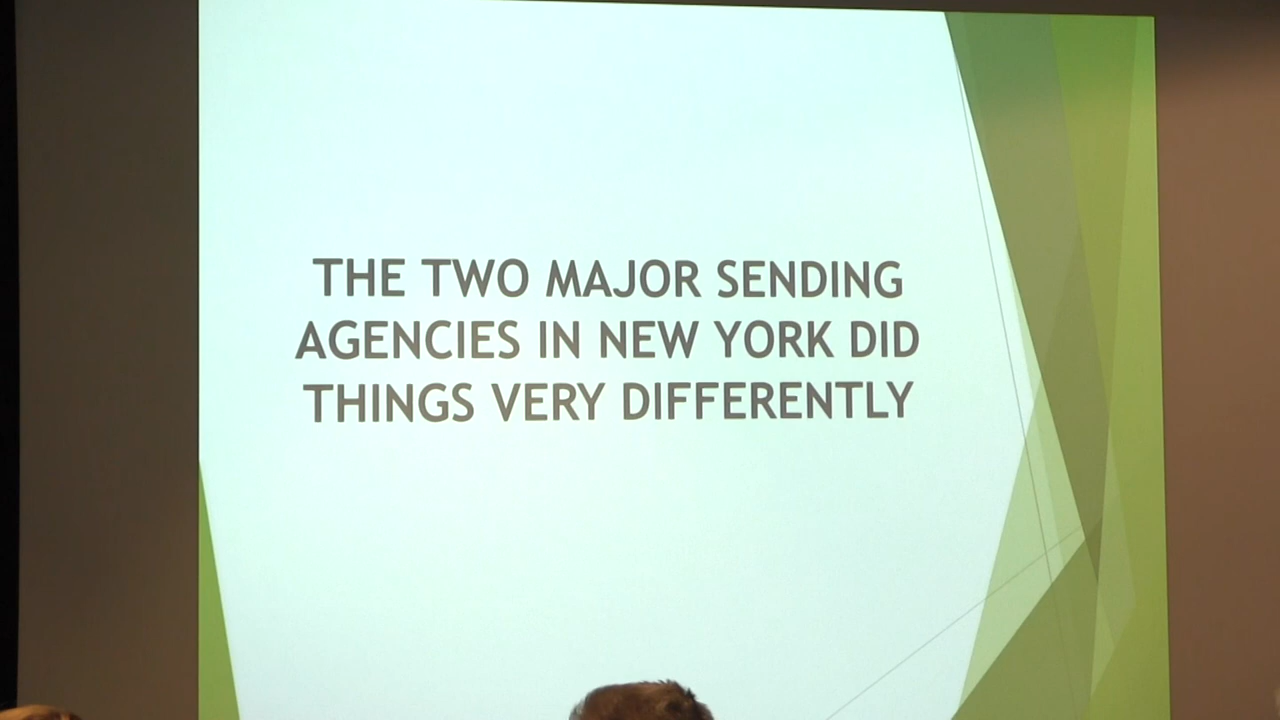 THE TWO MAJOR SENDING
AGENCIES IN NEW YORK DID
THINGS VERY DIFFERENTLY